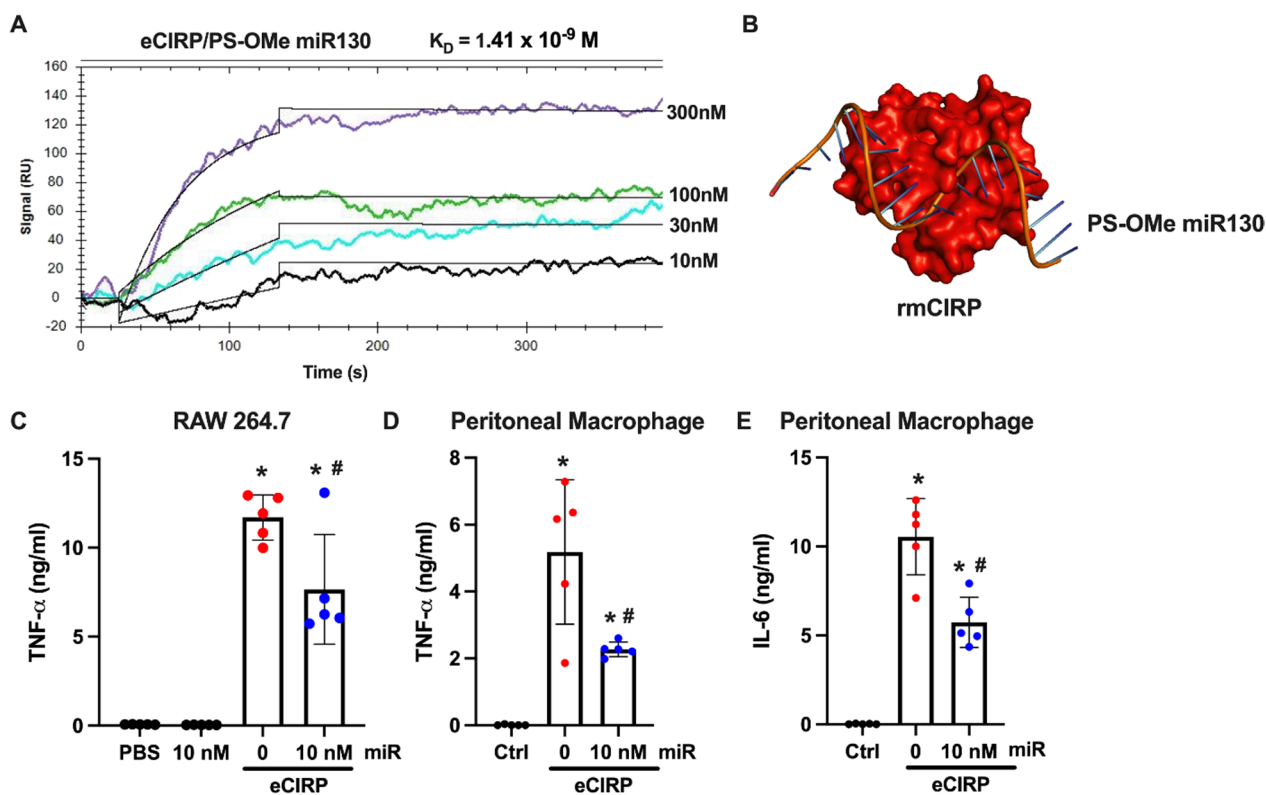 A
eCIRP/PS-OMe miR130 K_D = 1.41 x 10^-9 M
160
140
120
100
80
60
40
20
0
-20
Signal (RU)
0 100 200 300
Time (s)
300nM
100nM
30nM
10nM
B
PS-OMe miR130
rmCIRP
C RAW 264.7
15
10
5
0
TNF-α (ng/ml)
* * #
PBS 10 nM 0 10 nM miR
eCIRP
D Peritoneal Macrophage
8
6
4
2
0
TNF-α (ng/ml)
* * #
Ctrl 0 10 nM miR
eCIRP
E Peritoneal Macrophage
15
10
5
0
IL-6 (ng/ml)
* * #
Ctrl 0 10 nM miR
eCIRP